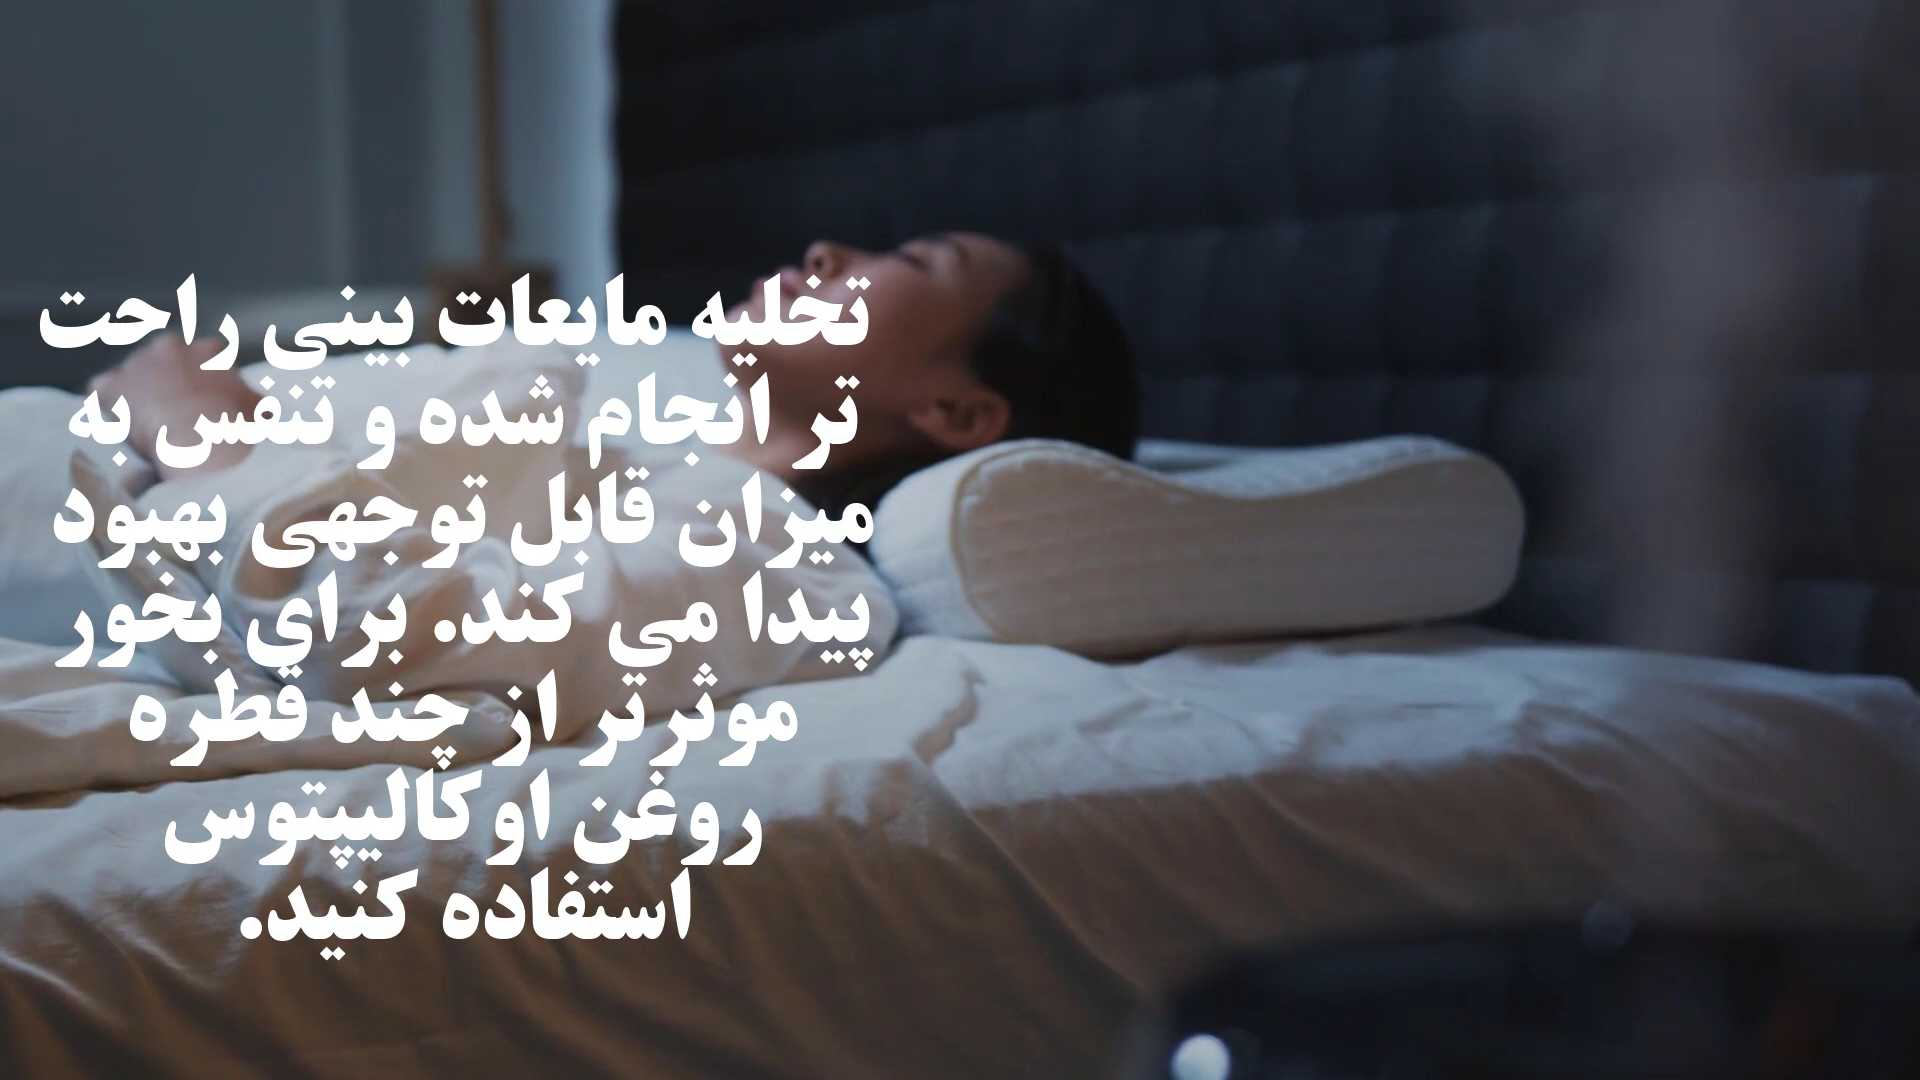 تخلیه مایعات بینی راحت
تر انجام شده و تنفس به
میزان قابل توجهی بهبود
پیدا می کند. برای بخور
موثرتر از چند قطره
روغن اوکالیپتوس
استفاده کنید.